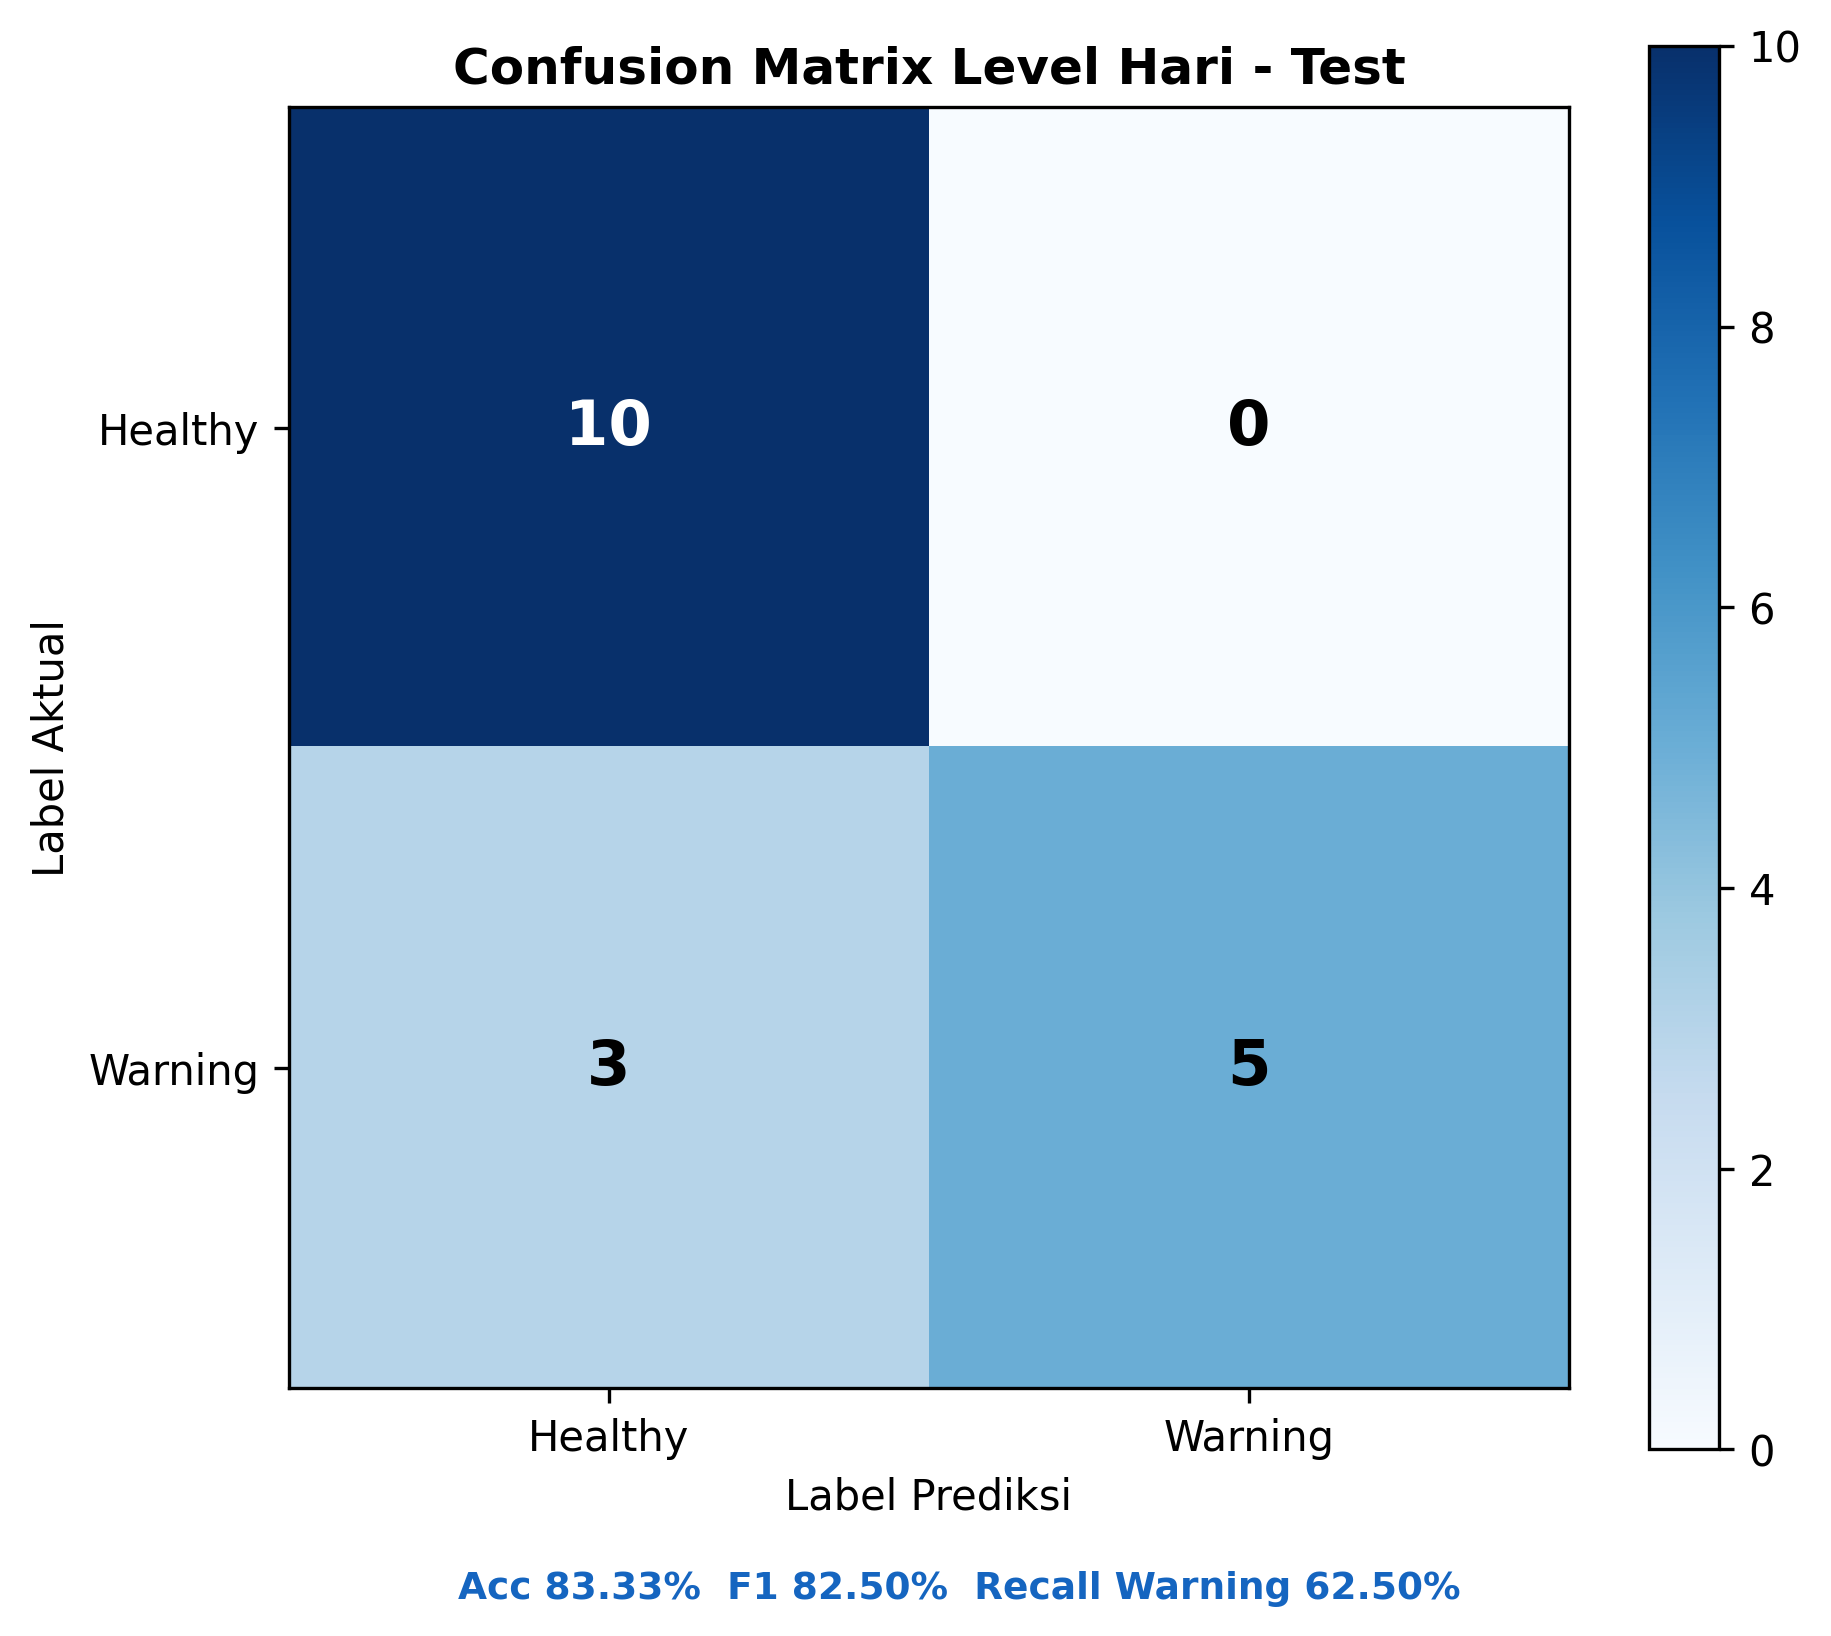 Confusion Matrix Level Hari - Test
10
8
6
4
2
0
Label Aktual
Healthy
10
0
Warning
3
5
Healthy
Warning
Label Prediksi
Acc 83.33% F1 82.50% Recall Warning 62.50%